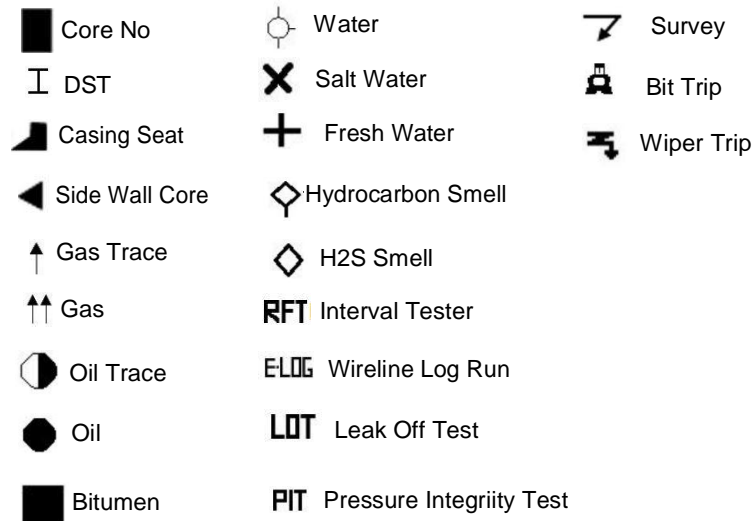 Core No
DST
Casing Seat
Side Wall Core
Gas Trace
Gas
Oil Trace
Oil
Bitumen
Water
Salt Water
Fresh Water
Hydrocarbon Smell
H2S Smell
RFT Interval Tester
E-LOG Wireline Log Run
LOT Leak Off Test
PIT Pressure Integriity Test
Survey
Bit Trip
Wiper Trip